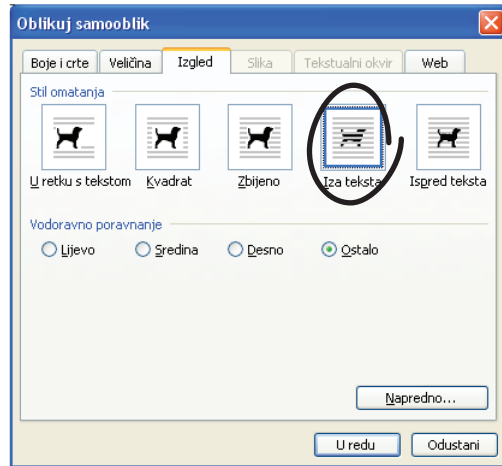 Oblikuj samooblik
Boje i crte Veličina Izgled Slika Tekstualni okvir Web
Stil omatanja
U retku s tekstom Kvadrat Zbijeno Iza teksta Ispred teksta
Vodoravno poravnanje
Lijevo Sredina Desno Ostalo
Napredno...
U redu Odustani